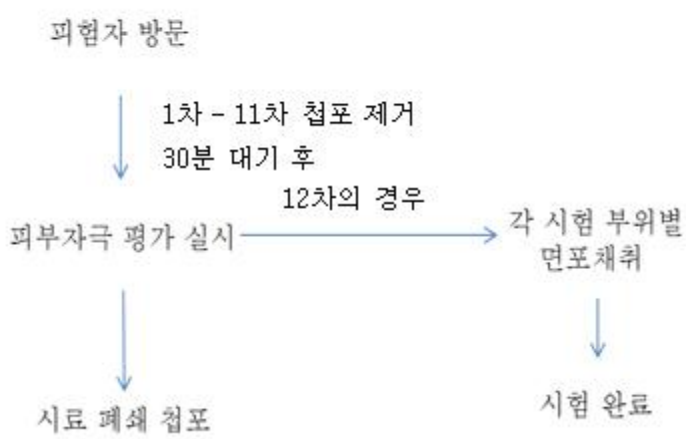 피험자 방문
1차 – 11차 첩포 제거
30분 대기 후
12차의 경우
피부자극 평가 실시
각 시험 부위별
면포채취
시료 폐쇄 첩포
시험 완료